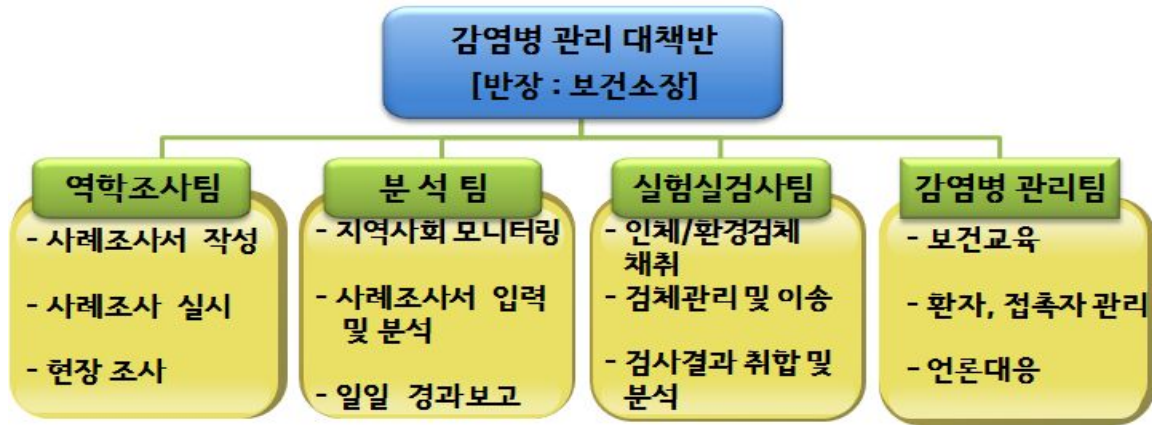 감염병 관리 대책반
[반장 : 보건소장]
역학조사팀
- 사례조사서 작성
- 사례조사 실시
- 현장 조사
분 석 팀
- 지역사회 모니터링
- 사례조사서 입력
및 분석
- 일일 경과보고
실험실검사팀
- 인체/환경검체
채취
- 검체관리 및 이송
- 검사결과 취합 및
분석
감염병 관리팀
- 보건교육
- 환자, 접촉자 관리
- 언론대응